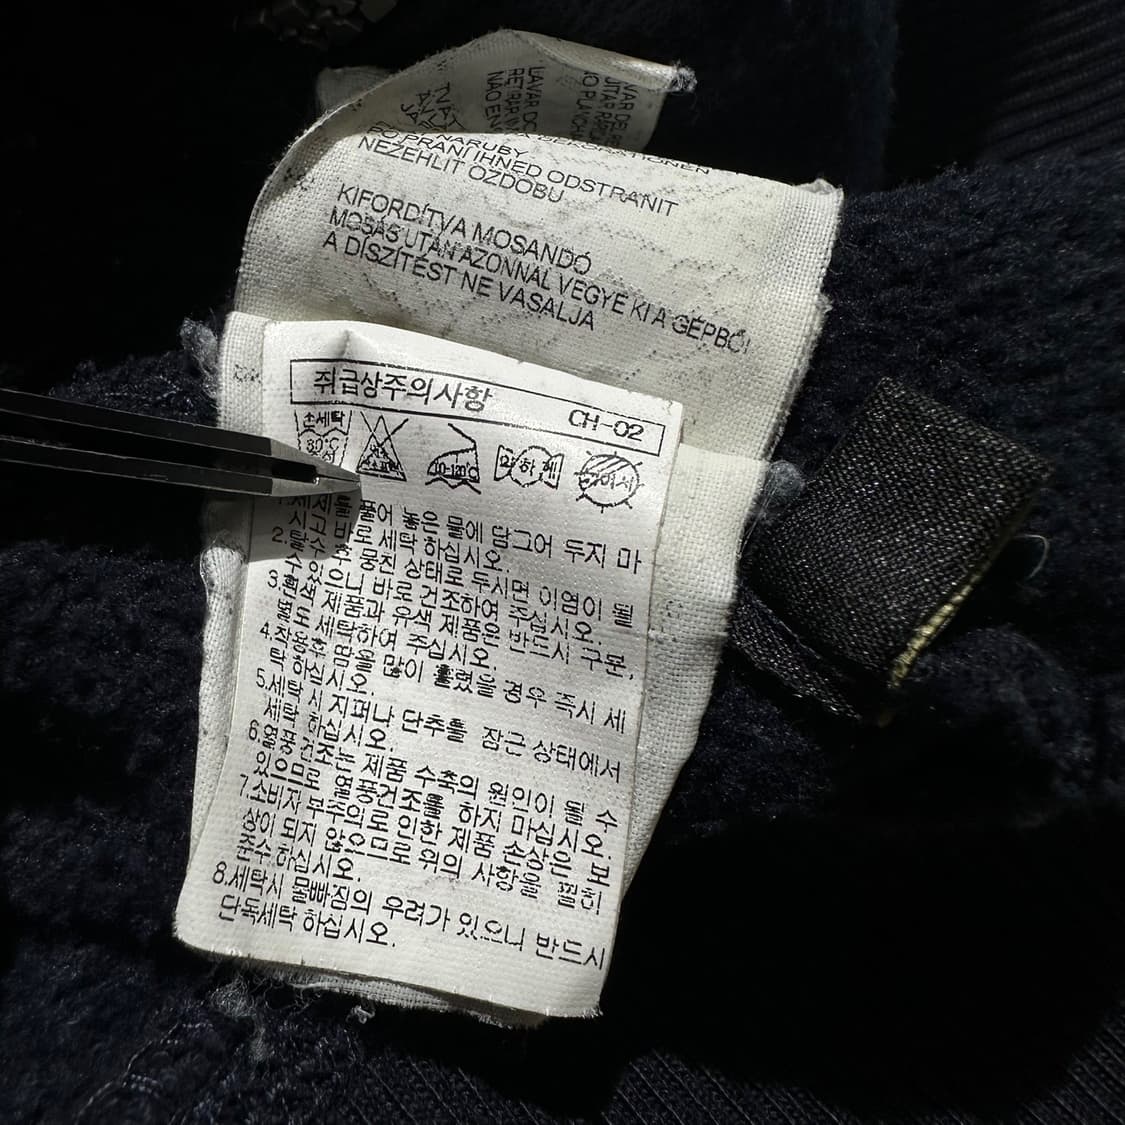 NARUBY
PO PRANÍ IHNED ODSTRANIT
NEŽEHLIT OZDOBU
KIFORDÍTVA MOSANDÓ
MOSÁS UTÁN AZONNAL VEGYE KI A GÉPBŐL
A DÍSZÍTÉST NE VASALJA
취급상주의사항 CH-02
손세탁
약하게
세제를 풀어 놓은 물에 담그어 두지 마
시고 바로 세탁 하십시오.
2.탈수 후 뭉친 상태로 두시면 이염이 될
수 있으니 바로 건조하여 주십시오.
3.흰색 제품과 유색 제품은 반드시 구분,
별도 세탁하여 주십시오.
4.착용후 땀을 많이 흘렸을 경우 즉시 세
탁 하십시오.
5.세탁 시 지퍼나 단추를 잠근 상태에서
세탁 하십시오.
6.열풍 건조는 제품 수축의 원인이 될 수
있으므로 열풍건조를 하지 마십시오.
7.소비자 부주의로 인한 제품 손상은 보
상이 되지 않으므로 위의 사항을 필히
준수 하십시오.
8.세탁시 물빠짐의 우려가 있으니 반드시
단독세탁 하십시오.